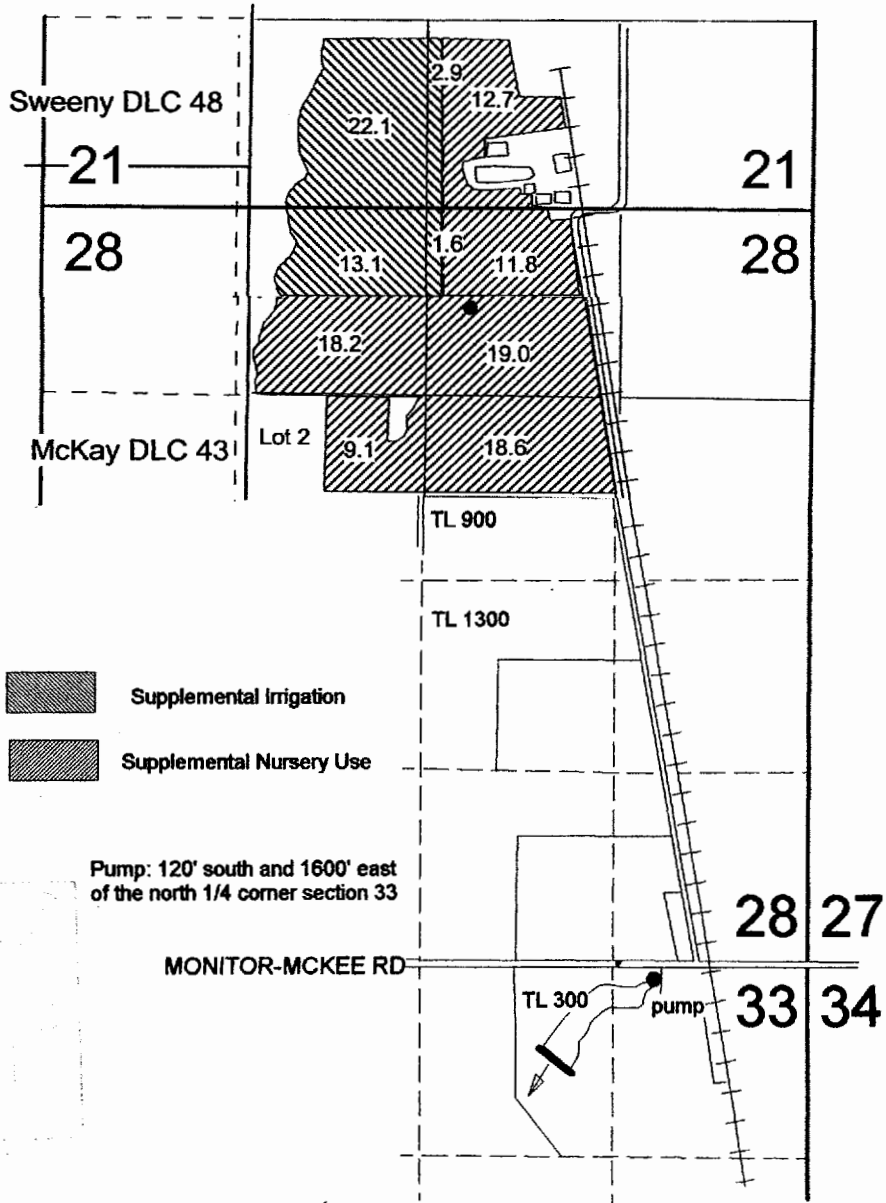 Sweeny DLC 48
2.9
12.7
22.1
21
21
28
1.6
28
13.1
11.8
18.2
19.0
McKay DLC 43
Lot 2
9.1
18.6
TL 900
TL 1300
Supplemental Irrigation
Supplemental Nursery Use
Pump: 120' south and 1600' east
of the north 1/4 corner section 33
28 27
MONITOR-MCKEE RD
TL 300
pump
33 34